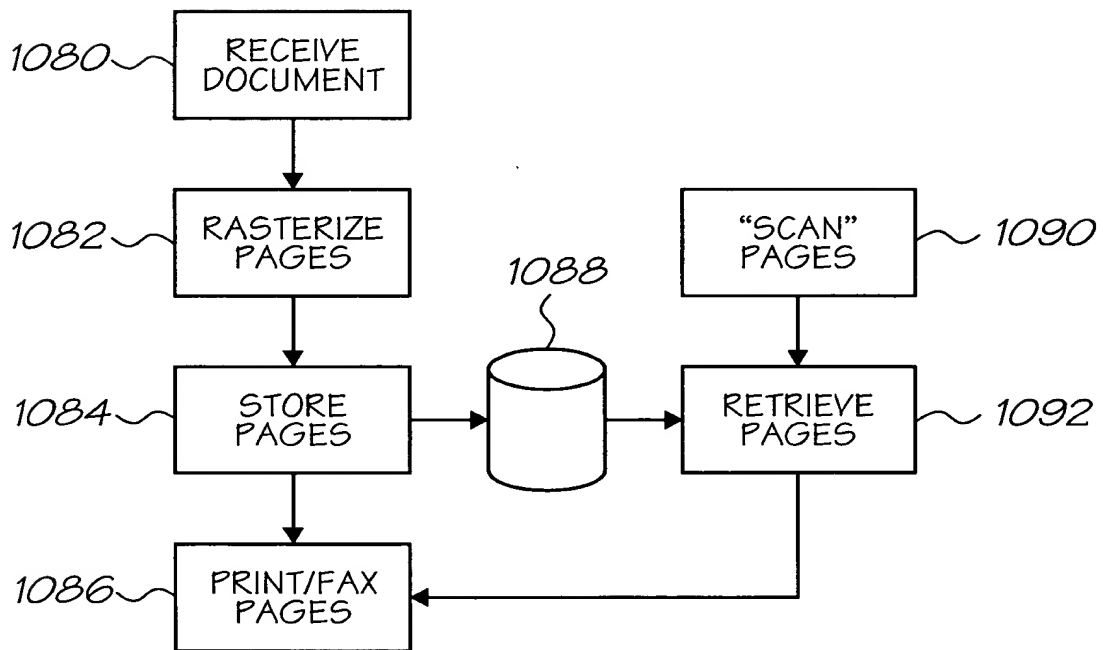 1080
RECEIVE
DOCUMENT
1082
RASTERIZE
PAGES
"SCAN"
PAGES
1090
1088
1084
STORE
PAGES
RETRIEVE
PAGES
1092
1086
PRINT/FAX
PAGES